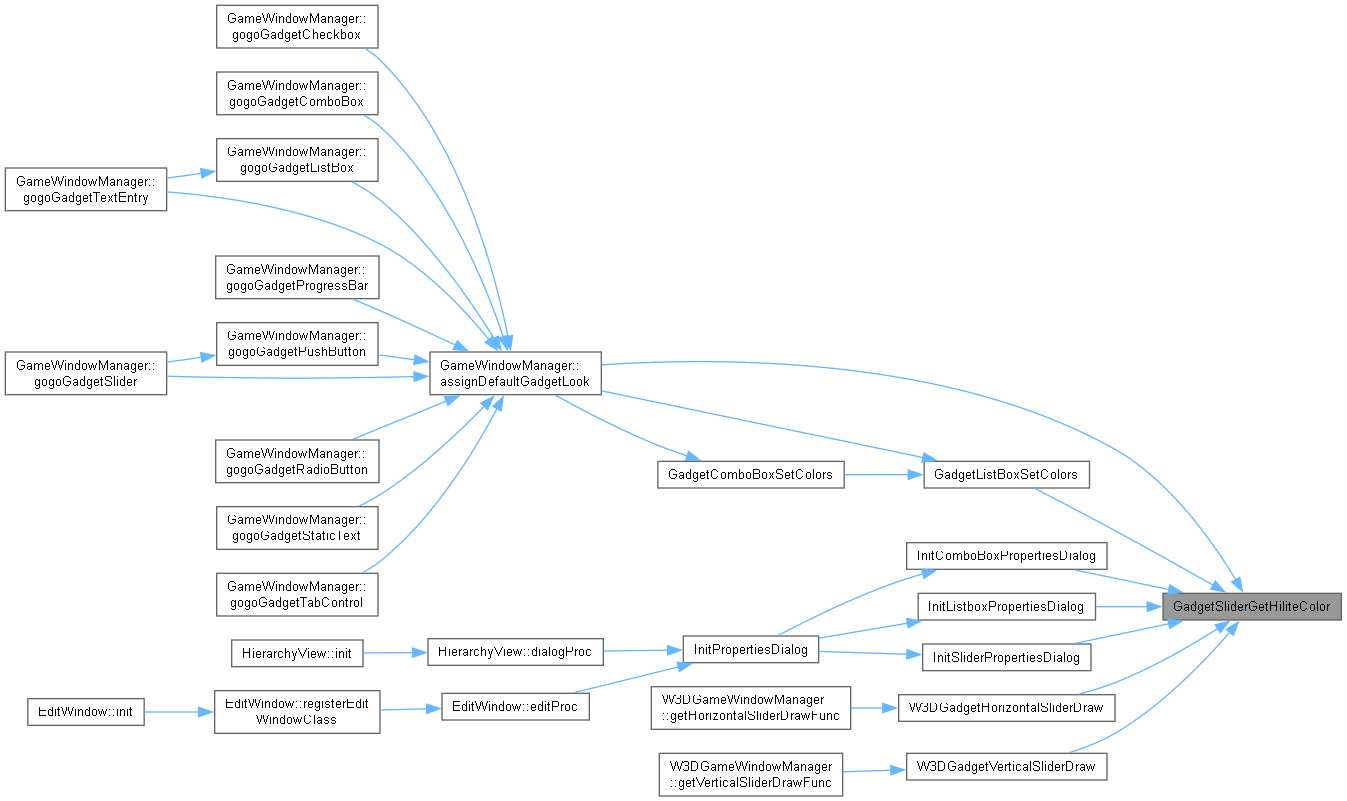 GameWindowManager::
gogoGadgetCheckbox
GameWindowManager::
gogoGadgetComboBox
GameWindowManager::
gogoGadgetListBox
GameWindowManager::
gogoGadgetTextEntry
GameWindowManager::
gogoGadgetProgressBar
GameWindowManager::
gogoGadgetPushButton
GameWindowManager::
gogoGadgetSlider
GameWindowManager::
assignDefaultGadgetLook
GameWindowManager::
gogoGadgetRadioButton
GadgetComboBoxSetColors
GadgetListBoxSetColors
GameWindowManager::
gogoGadgetStaticText
InitComboBoxPropertiesDialog
GameWindowManager::
gogoGadgetTabControl
InitListboxPropertiesDialog
GadgetSliderGetHiliteColor
HierarchyView::init
HierarchyView::dialogProc
InitPropertiesDialog
InitSliderPropertiesDialog
EditWindow::init
EditWindow::registerEdit
WindowClass
EditWindow::editProc
W3DGameWindowManager
::getHorizontalSliderDrawFunc
W3DGadgetHorizontalSliderDraw
W3DGameWindowManager
::getVerticalSliderDrawFunc
W3DGadgetVerticalSliderDraw